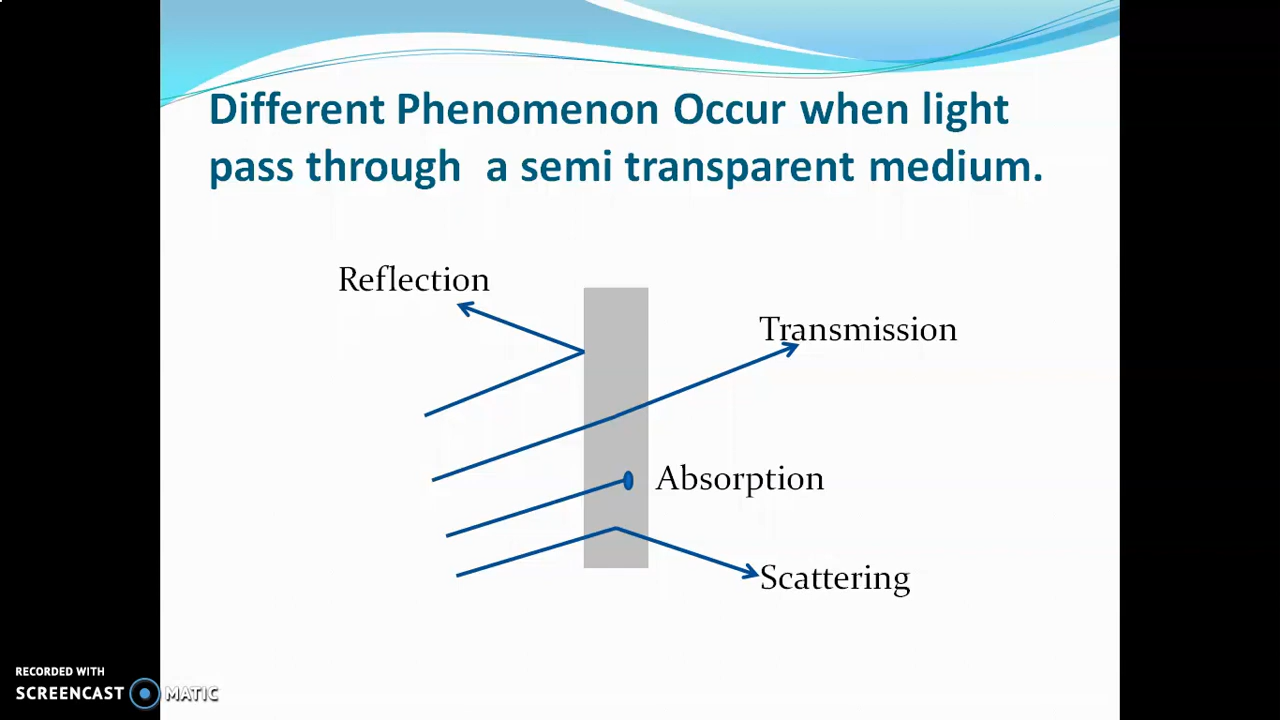 Different Phenomenon Occur when light
pass through a semi transparent medium.
Reflection
Transmission
Absorption
Scattering
RECORDED WITH
SCREENCAST MATIC